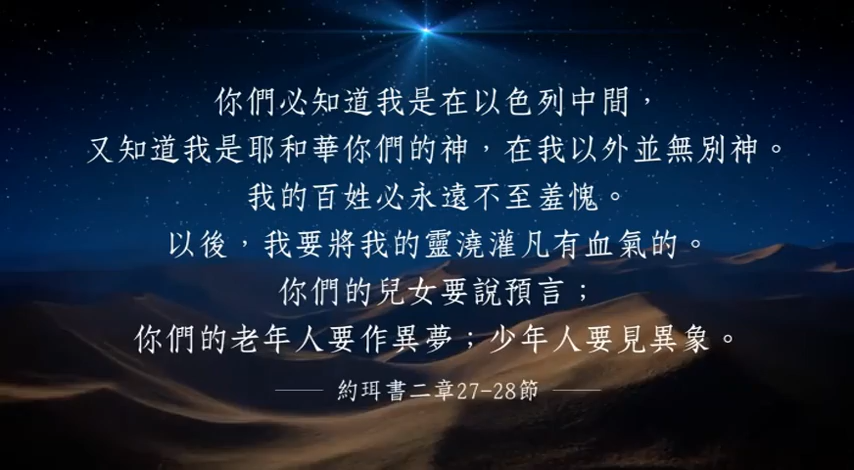 你們必知道我是在以色列中間，
又知道我是耶和華你們的神，在我以外並無別神。
我的百姓必永遠不至羞愧。
以後，我要將我的靈澆灌凡有血氣的。
你們的兒女要說預言；
你們的老年人要作異夢；少年人要見異象。
約珥書二章27-28節